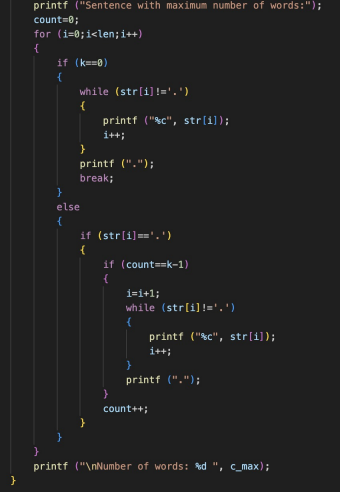 printf ("Sentence with maximum number of words:");
count=0;
for (i=0;i<len;i++)
{
if (k==0)
{
while (str[i]!='.')
{
printf ("%c", str[i]);
i++;
}
printf (".");
break;
}
else
{
if (str[i]=='.')
{
if (count==k-1)
{
i=i+1;
while (str[i]!='.')
{
printf ("%c", str[i]);
i++;
}
printf (".");
}
count++;
}
}
}
printf ("\nNumber of words: %d ", c_max);
}